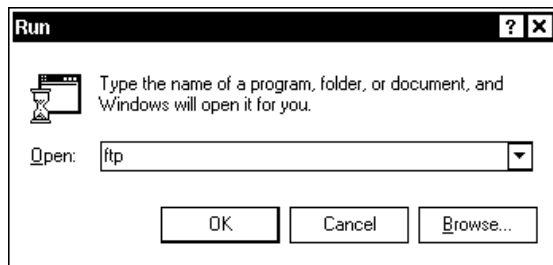 Run
Type the name of a program, folder, or document, and
Windows will open it for you.
Open: ftp
OK Cancel Browse...